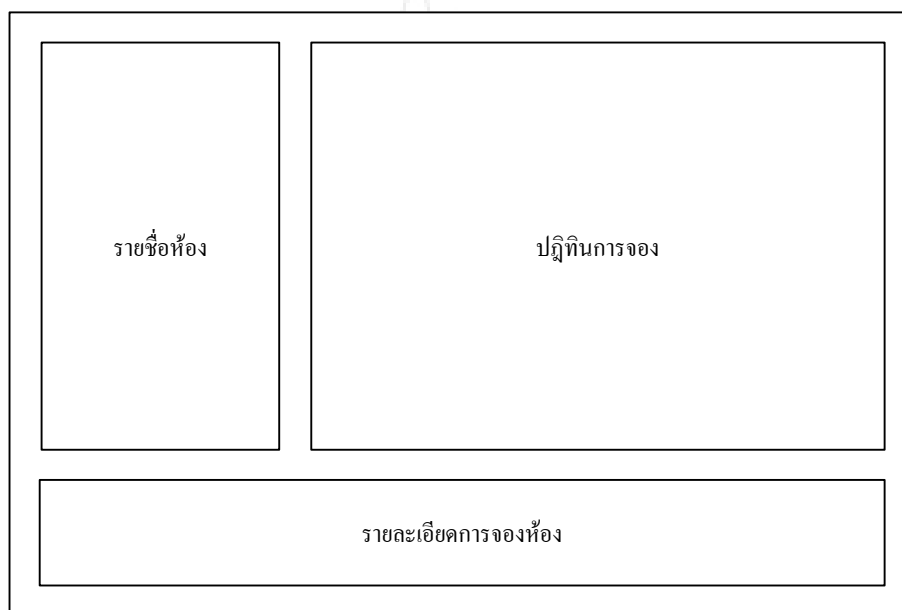 รายชื่อห้อง
ปฎิทินการจอง
รายละเอียดการจองห้อง